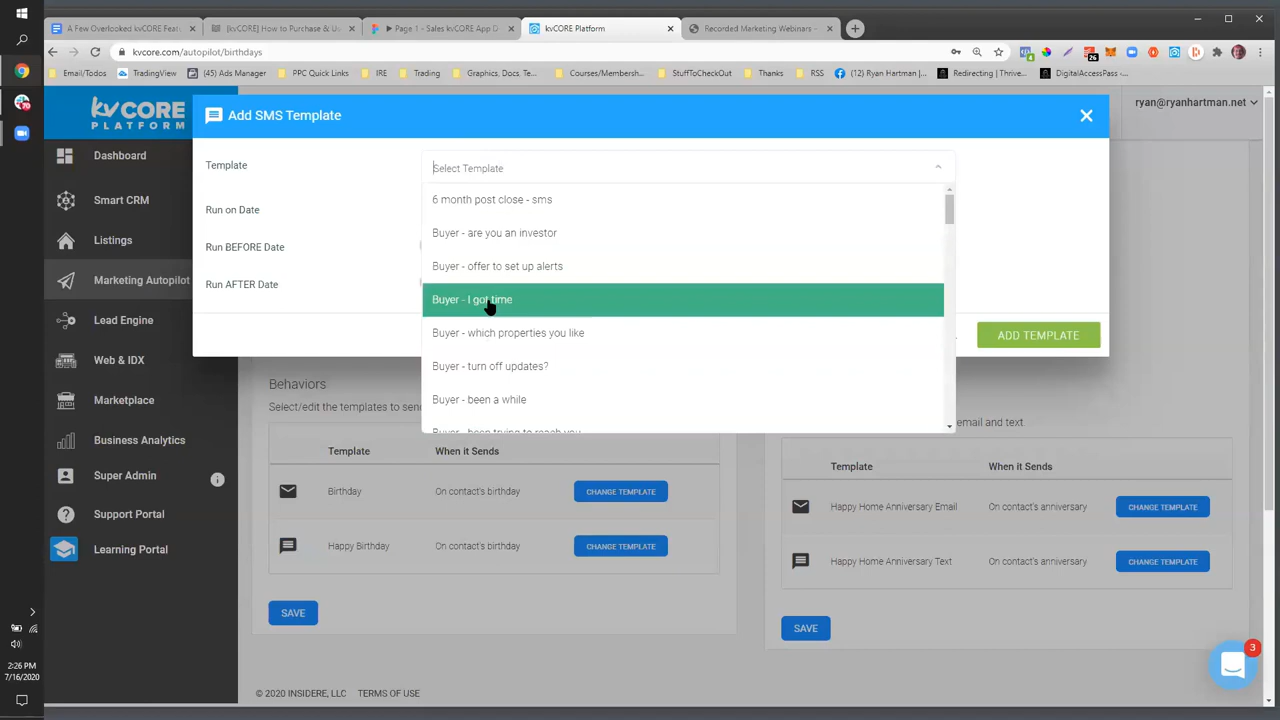 A Few Overlooked kvCORE Feat
[kvCORE] How to Purchase & U
Page 1 - Sales kvCORE App D
kvCORE Platform
Recorded Marketing Webinars
kvcore.com/autopilot/birthdays
Email/Todos
TradingView
(45) Ads Manager
PPC Quick Links
IRE
Trading
Graphics, Docs, Te...
Courses/Membersh...
StuffToCheckOut
Thanks
RSS
(2) Ryan Hartman
Redirecting | Thrive...
DigitalAccessPass -...
kvCORE
PLATFORM
ryan@ryanhartman.net
Dashboard
Smart CRM
Listings
Marketing Autopilot
Lead Engine
Web & IDX
Marketplace
Business Analytics
Super Admin
Support Portal
Learning Portal
Add SMS Template
Template
Select Template
Run on Date
Run BEFORE Date
Run AFTER Date
6 month post close - sms
Buyer - are you an investor
Buyer - offer to set up alerts
Buyer - I got time
Buyer - which properties you like
Buyer - turn off updates?
Buyer - been a while
Buyer - been trying to reach you
ADD TEMPLATE
Behaviors
Select/edit the templates to sen
Template When it Sends
Birthday On contact's birthday CHANGE TEMPLATE
Happy Birthday On contact's birthday CHANGE TEMPLATE
SAVE
email and text
Template When it Sends
Happy Home Anniversary Email On contact's anniversary CHANGE TEMPLATE
Happy Home Anniversary Text On contact's anniversary CHANGE TEMPLATE
SAVE
© 2020 INSIDERE, LLC TERMS OF USE
3
2:26 PM
7/16/2020